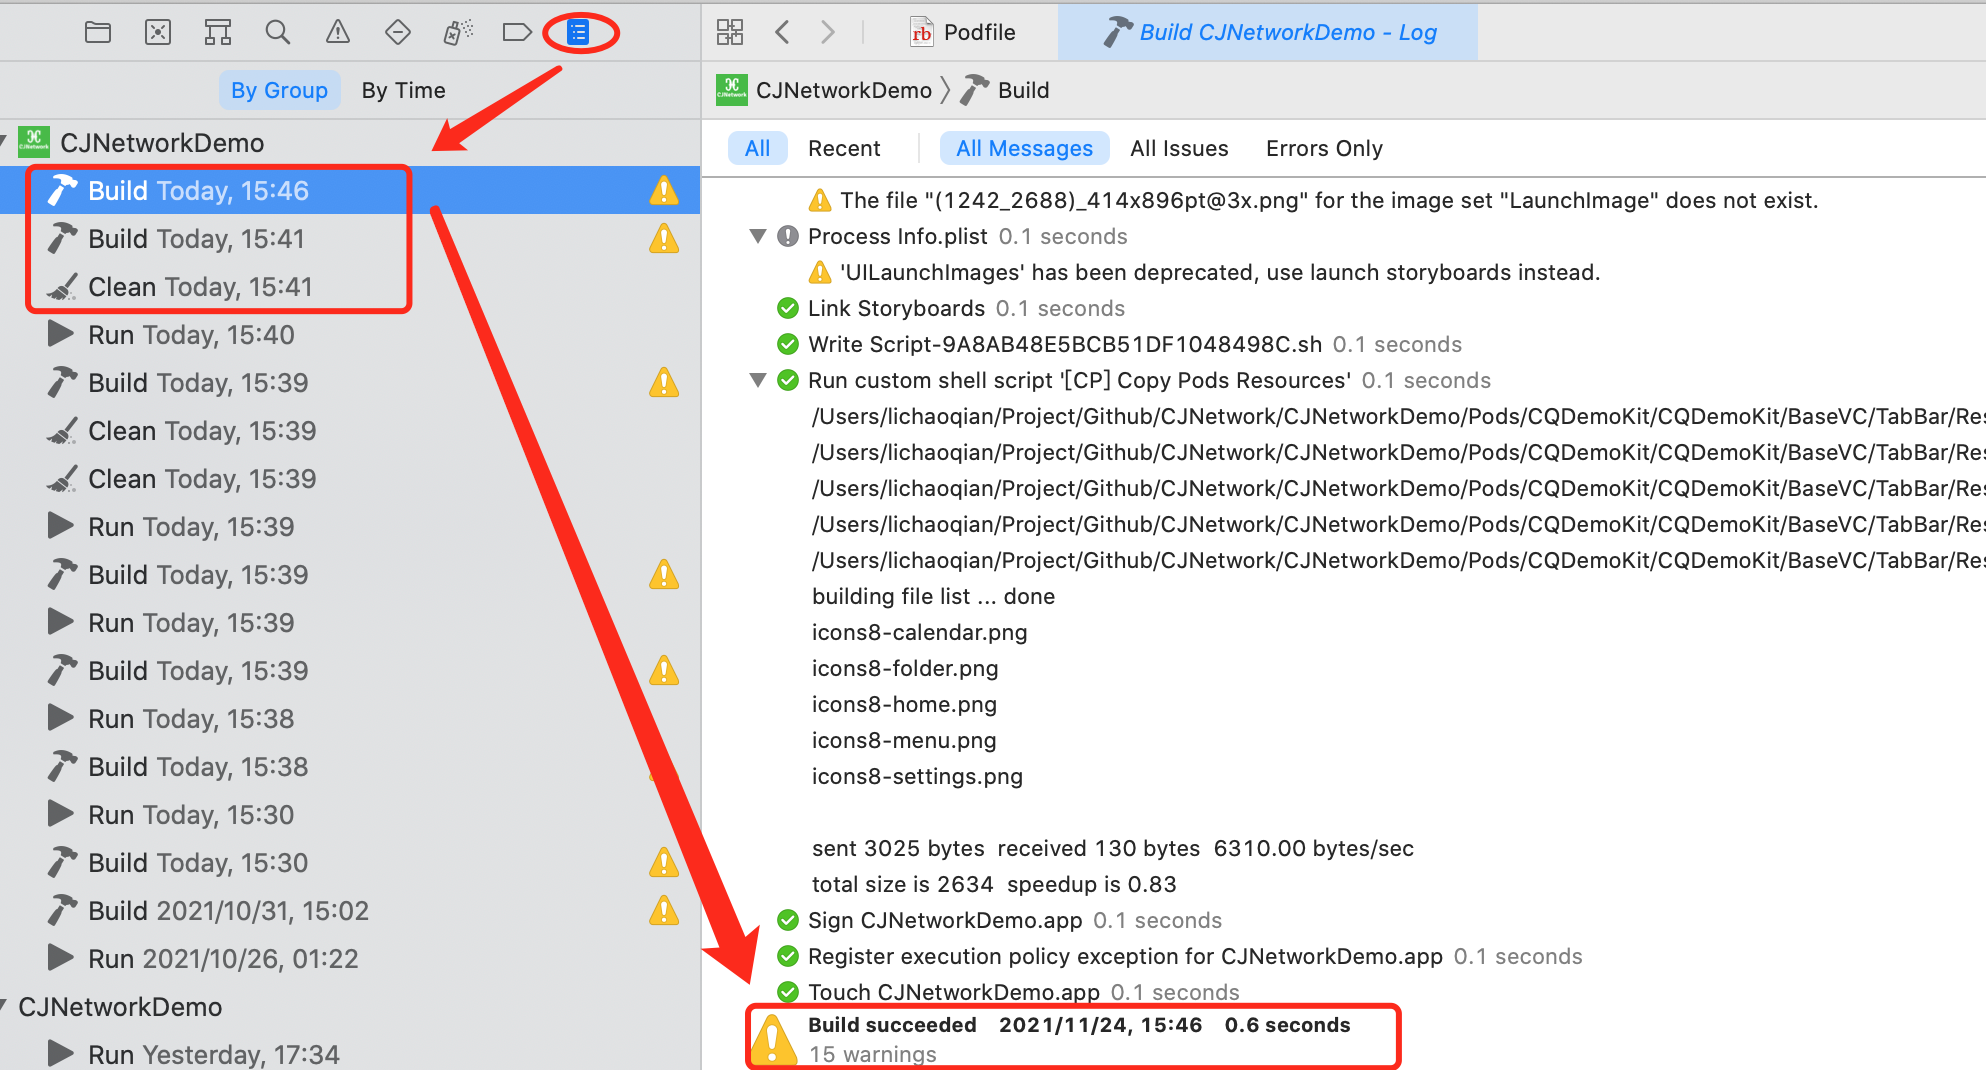 rb Podfile
Build CJNetworkDemo - Log
By Group By Time
CJNetworkDemo
Build Today, 15:46
Build Today, 15:41
Clean Today, 15:41
Run Today, 15:40
Build Today, 15:39
Clean Today, 15:39
Clean Today, 15:39
Run Today, 15:39
Build Today, 15:39
Run Today, 15:39
Build Today, 15:39
Run Today, 15:38
Build Today, 15:38
Run Today, 15:30
Build Today, 15:30
Build 2021/10/31, 15:02
Run 2021/10/26, 01:22
CJNetworkDemo
Run Yesterday, 17:34
CJNetworkDemo Build
All Recent All Messages All Issues Errors Only
The file "(1242_2688)_414x896pt@3x.png" for the image set "LaunchImage" does not exist.
Process Info.plist 0.1 seconds
'UILaunchImages' has been deprecated, use launch storyboards instead.
Link Storyboards 0.1 seconds
Write Script-9A8AB48E5BCB51DF1048498C.sh 0.1 seconds
Run custom shell script '[CP] Copy Pods Resources' 0.1 seconds
/Users/lichaoqian/Project/Github/CJNetwork/CJNetworkDemo/Pods/CQDemoKit/CQDemoKit/BaseVC/TabBar/Res
/Users/lichaoqian/Project/Github/CJNetwork/CJNetworkDemo/Pods/CQDemoKit/CQDemoKit/BaseVC/TabBar/Res
/Users/lichaoqian/Project/Github/CJNetwork/CJNetworkDemo/Pods/CQDemoKit/CQDemoKit/BaseVC/TabBar/Res
/Users/lichaoqian/Project/Github/CJNetwork/CJNetworkDemo/Pods/CQDemoKit/CQDemoKit/BaseVC/TabBar/Res
/Users/lichaoqian/Project/Github/CJNetwork/CJNetworkDemo/Pods/CQDemoKit/CQDemoKit/BaseVC/TabBar/Res
building file list ... done
icons8-calendar.png
icons8-folder.png
icons8-home.png
icons8-menu.png
icons8-settings.png
sent 3025 bytes  received 130 bytes  6310.00 bytes/sec
total size is 2634  speedup is 0.83
Sign CJNetworkDemo.app 0.1 seconds
Register execution policy exception for CJNetworkDemo.app 0.1 seconds
Touch CJNetworkDemo.app 0.1 seconds
Build succeeded 2021/11/24, 15:46 0.6 seconds
15 warnings